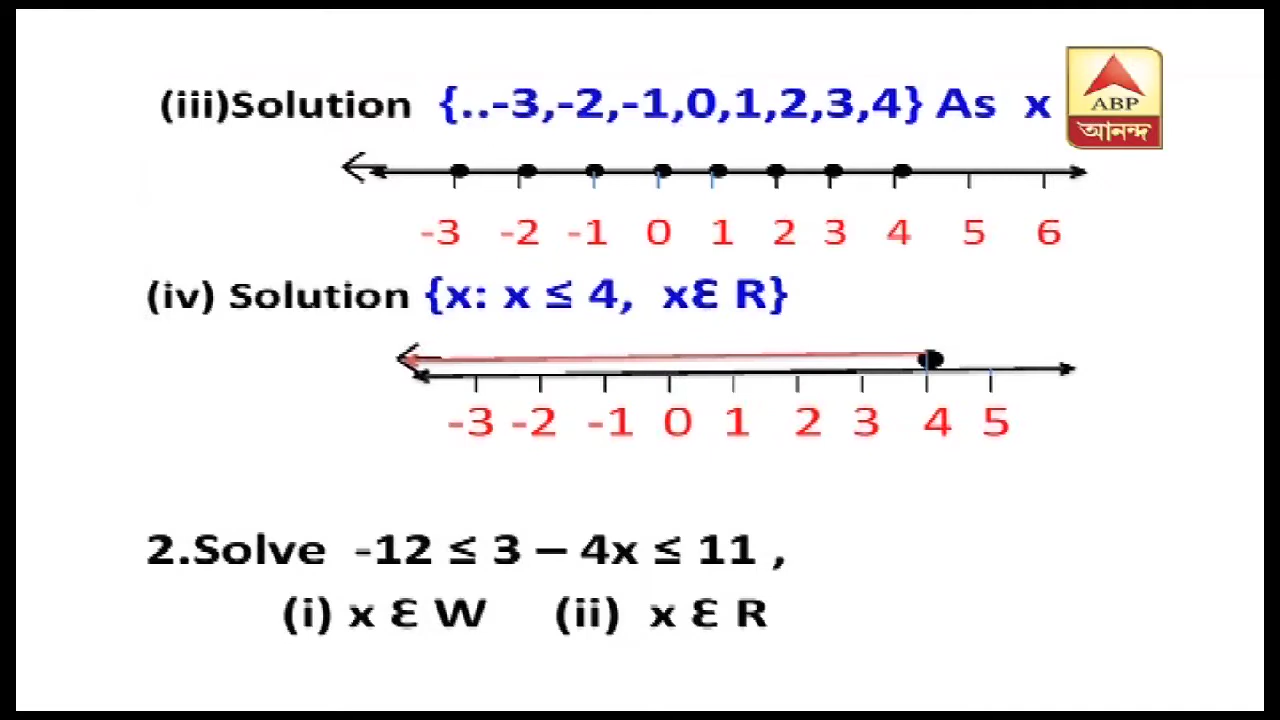 (iii)Solution {..-3,-2,-1,0,1,2,3,4} As x
ABP
আনন্দ
-3 -2 -1 0 1 2 3 4 5 6
(iv) Solution {x: x ≤ 4, xƐ R}
-3 -2 -1 0 1 2 3 4 5
2.Solve -12 ≤ 3 – 4x ≤ 11 ,
(i) x Ɛ W (ii) x Ɛ R